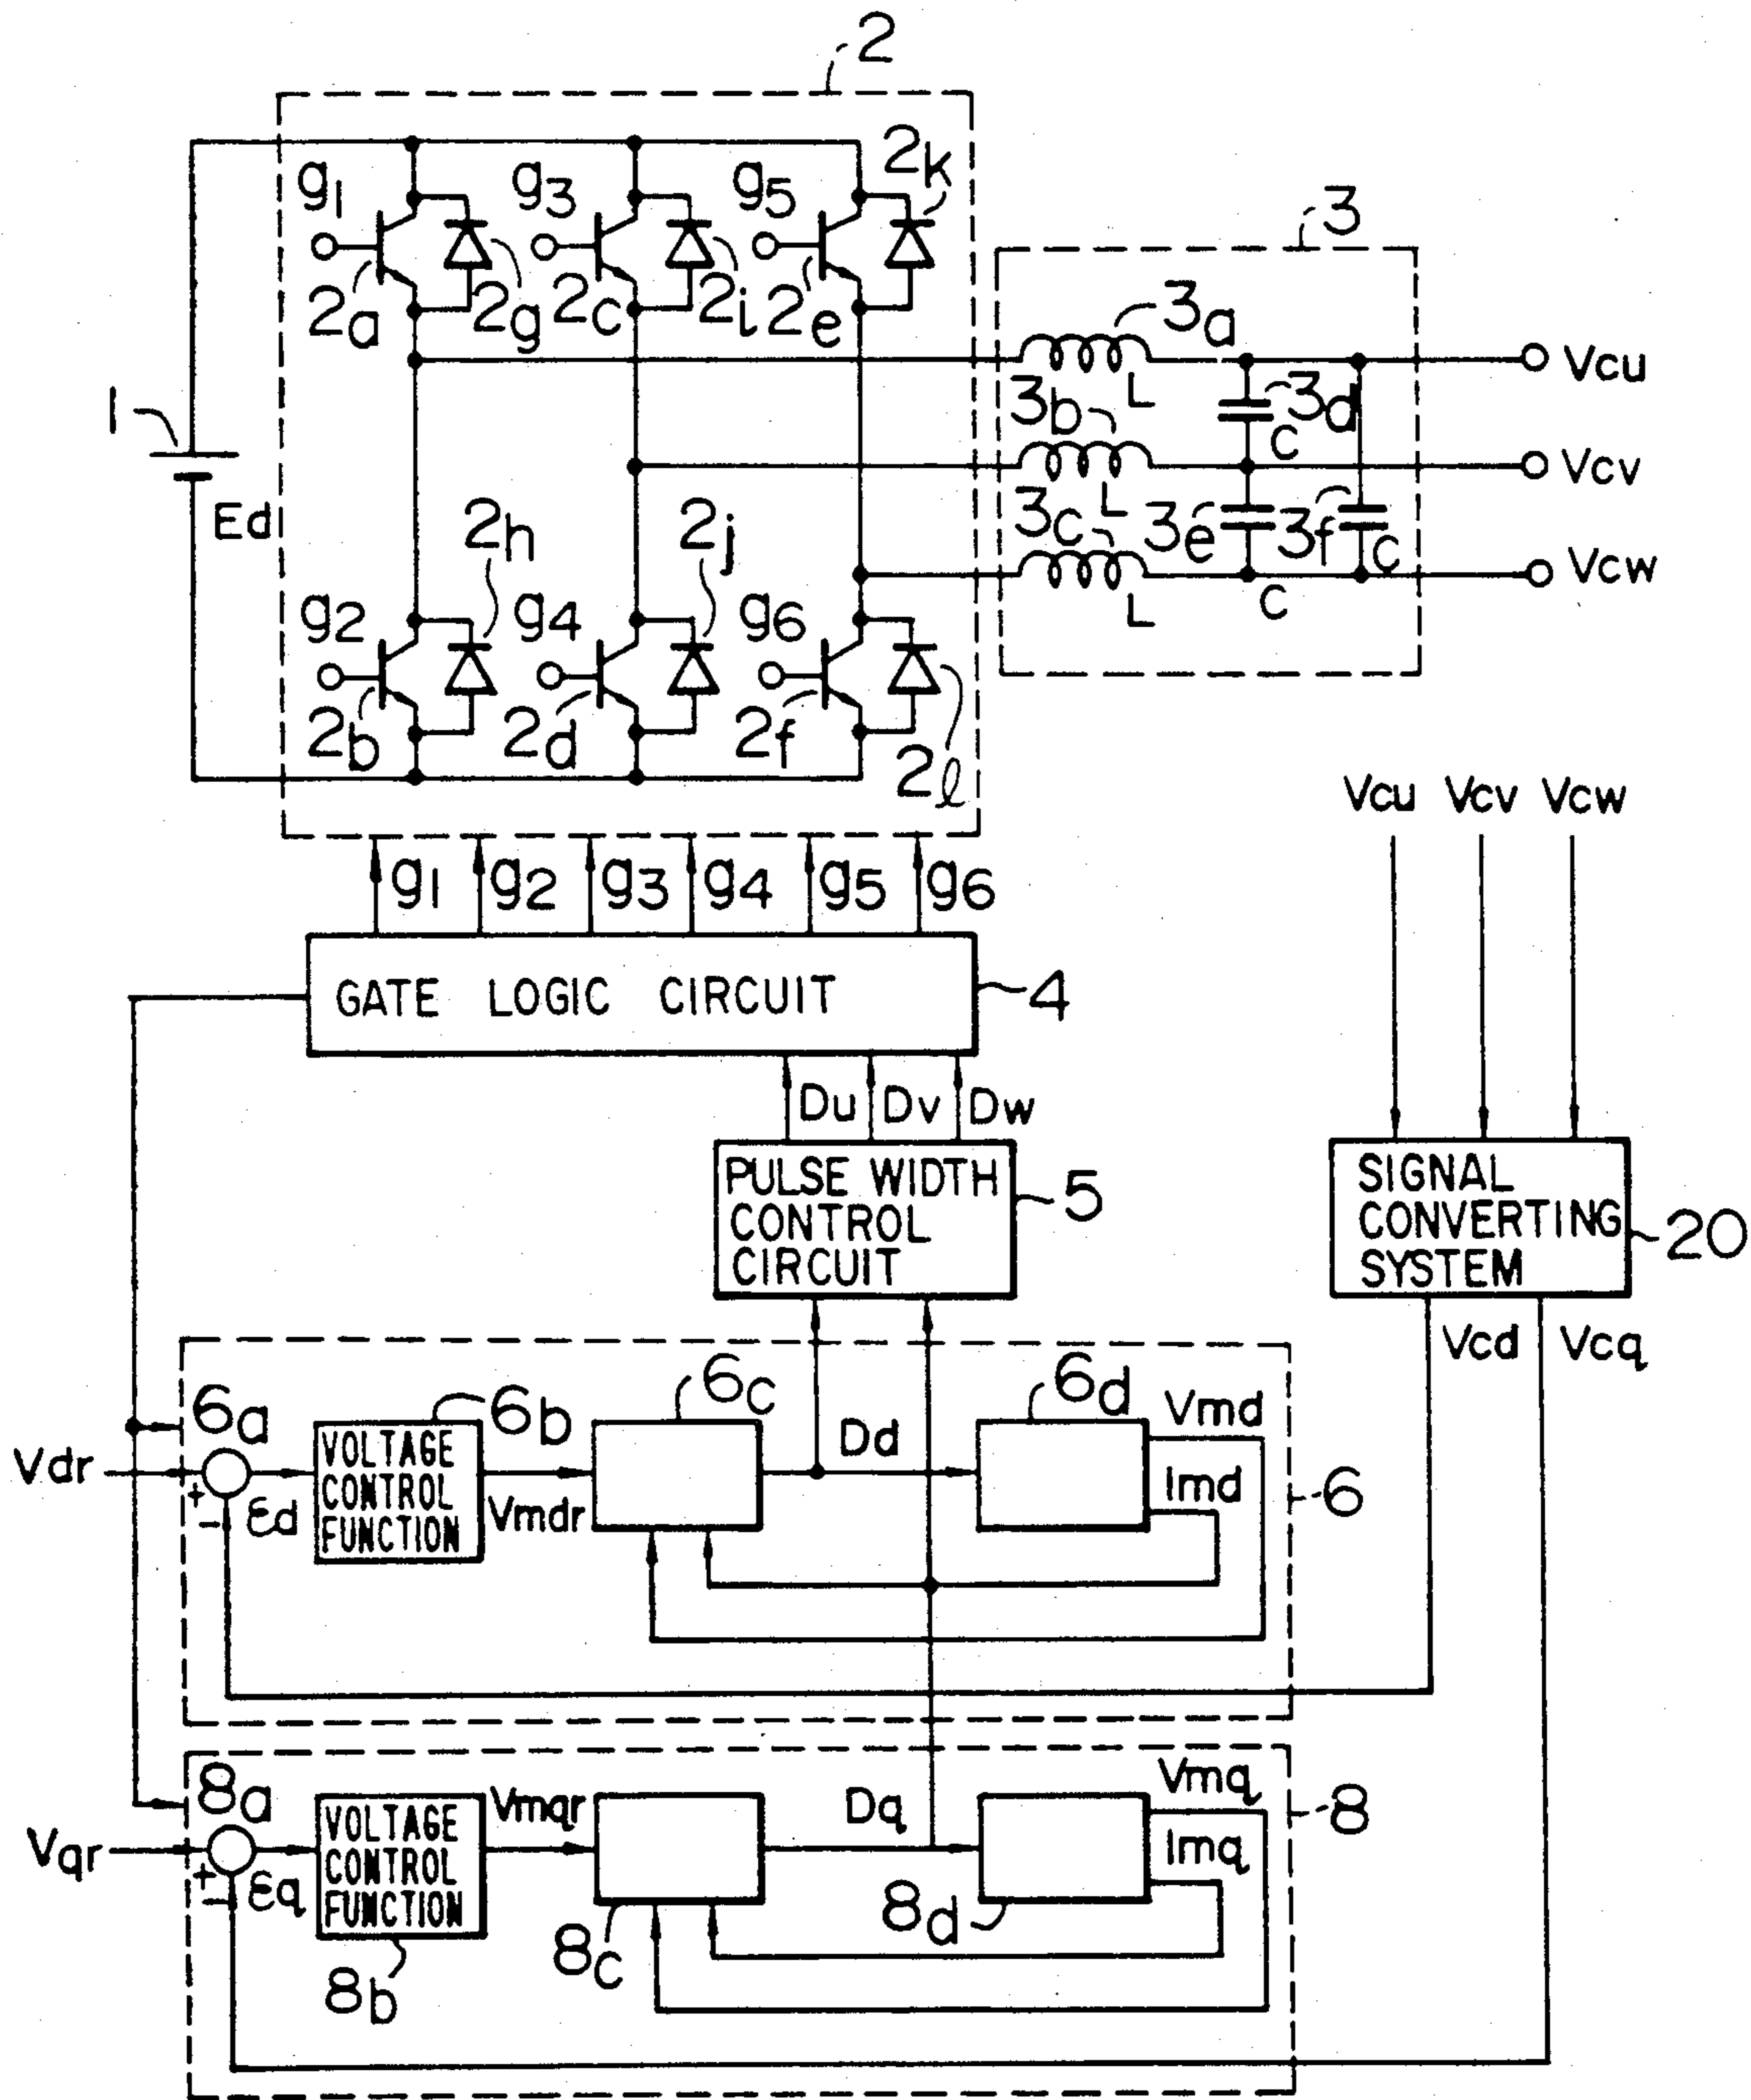 2
2k
g1 g3 g5
3
2a 2g 2c 2i 2e
3a
Vcu
1
3b L 3d
C
Vcv
Ed
2h 2j
3c L 3e 3f C
Vcw
g2 g4 g6
L C
2b 2d 2f
2l
Vcu Vcv Vcw
g1 g2 g3 g4 g5 g6
GATE LOGIC CIRCUIT
4
Du Dv Dw
PULSE WIDTH
CONTROL
CIRCUIT
5
SIGNAL
CONVERTING
SYSTEM
20
Vcd Vcq
6a 6b 6c 6d Vmd
Vdr
+
-
εd
VOLTAGE
CONTROL
FUNCTION
Vmdr
Dd
Imd
6
8a
Vmqr
Dq
Vmq
8
Vqr
+
-
εq
VOLTAGE
CONTROL
FUNCTION
Imq
8b
8c
8d